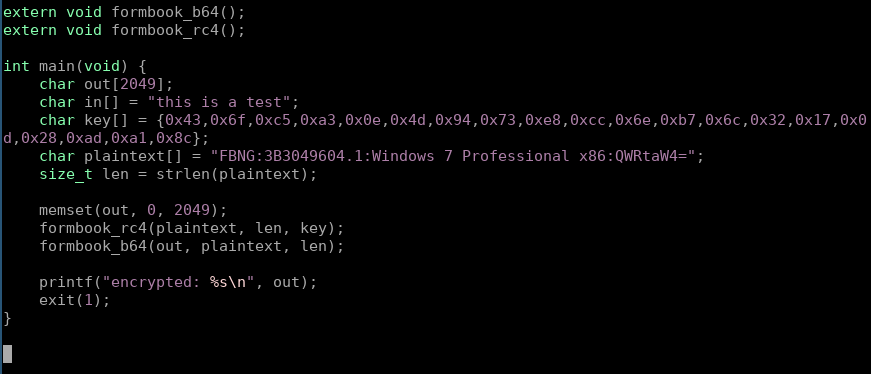 extern void formbook_b64();
extern void formbook_rc4();

int main(void) {
    char out[2049];
    char in[] = "this is a test";
    char key[] = {0x43,0x6f,0xc5,0xa3,0x0e,0x4d,0x94,0x73,0xe8,0xcc,0x6e,0xb7,0x6c,0x32,0x17,0x0
d,0x28,0xad,0xa1,0x8c};
    char plaintext[] = "FBNG:3B3049604.1:Windows 7 Professional x86:QWRtaW4=";
    size_t len = strlen(plaintext);

    memset(out, 0, 2049);
    formbook_rc4(plaintext, len, key);
    formbook_b64(out, plaintext, len);

    printf("encrypted: %s\n", out);
    exit(1);
}